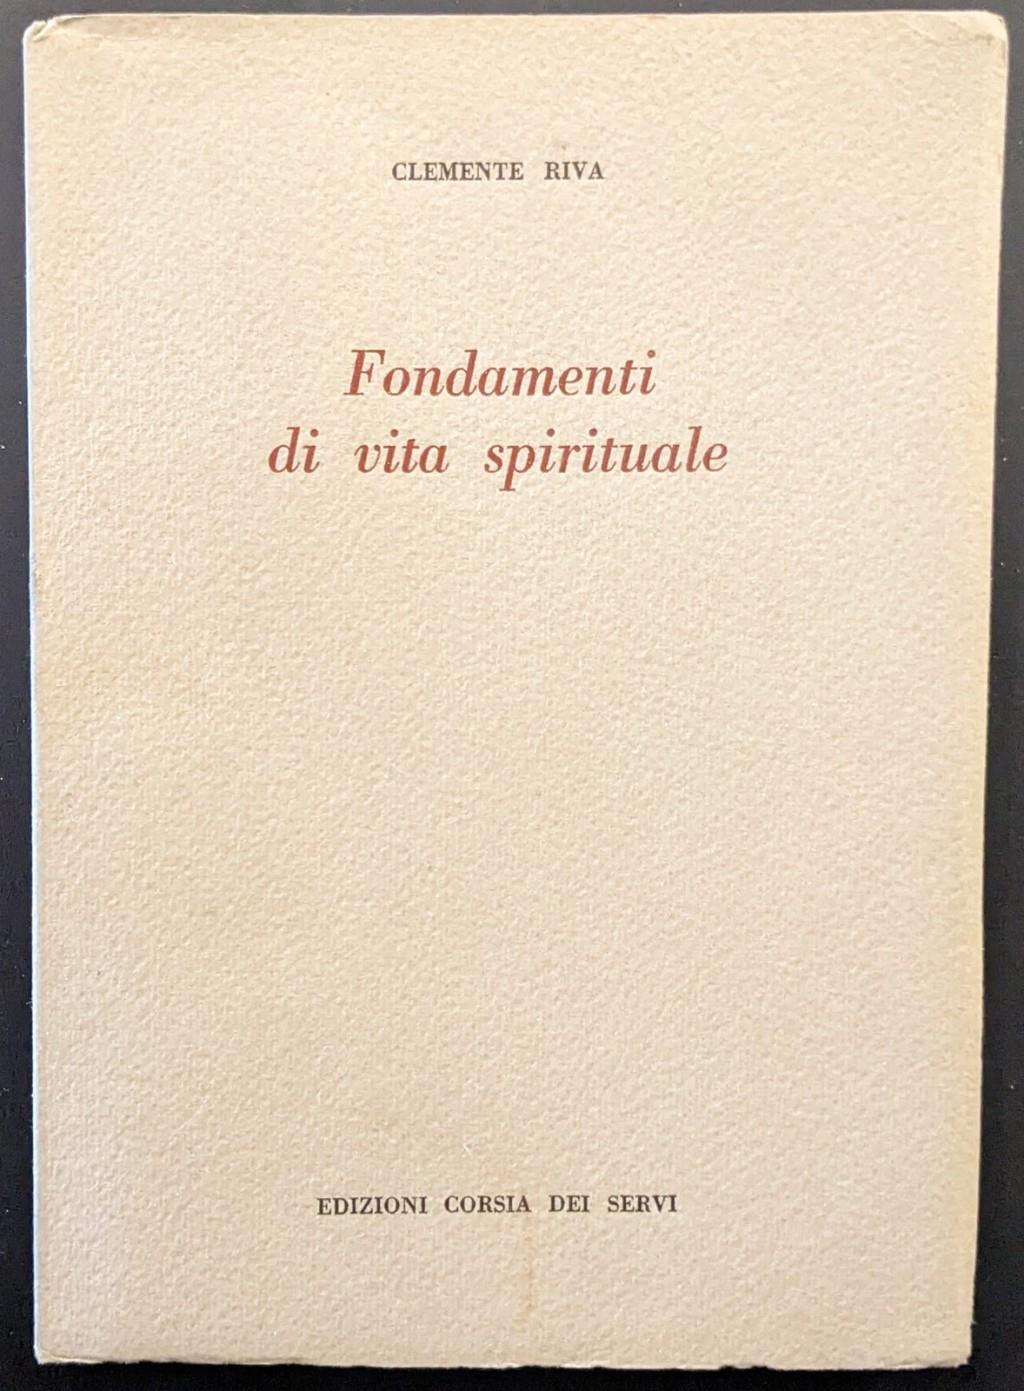 CLEMENTE RIVA
Fondamenti
di vita spirituale
EDIZIONI CORSIA DEI SERVI